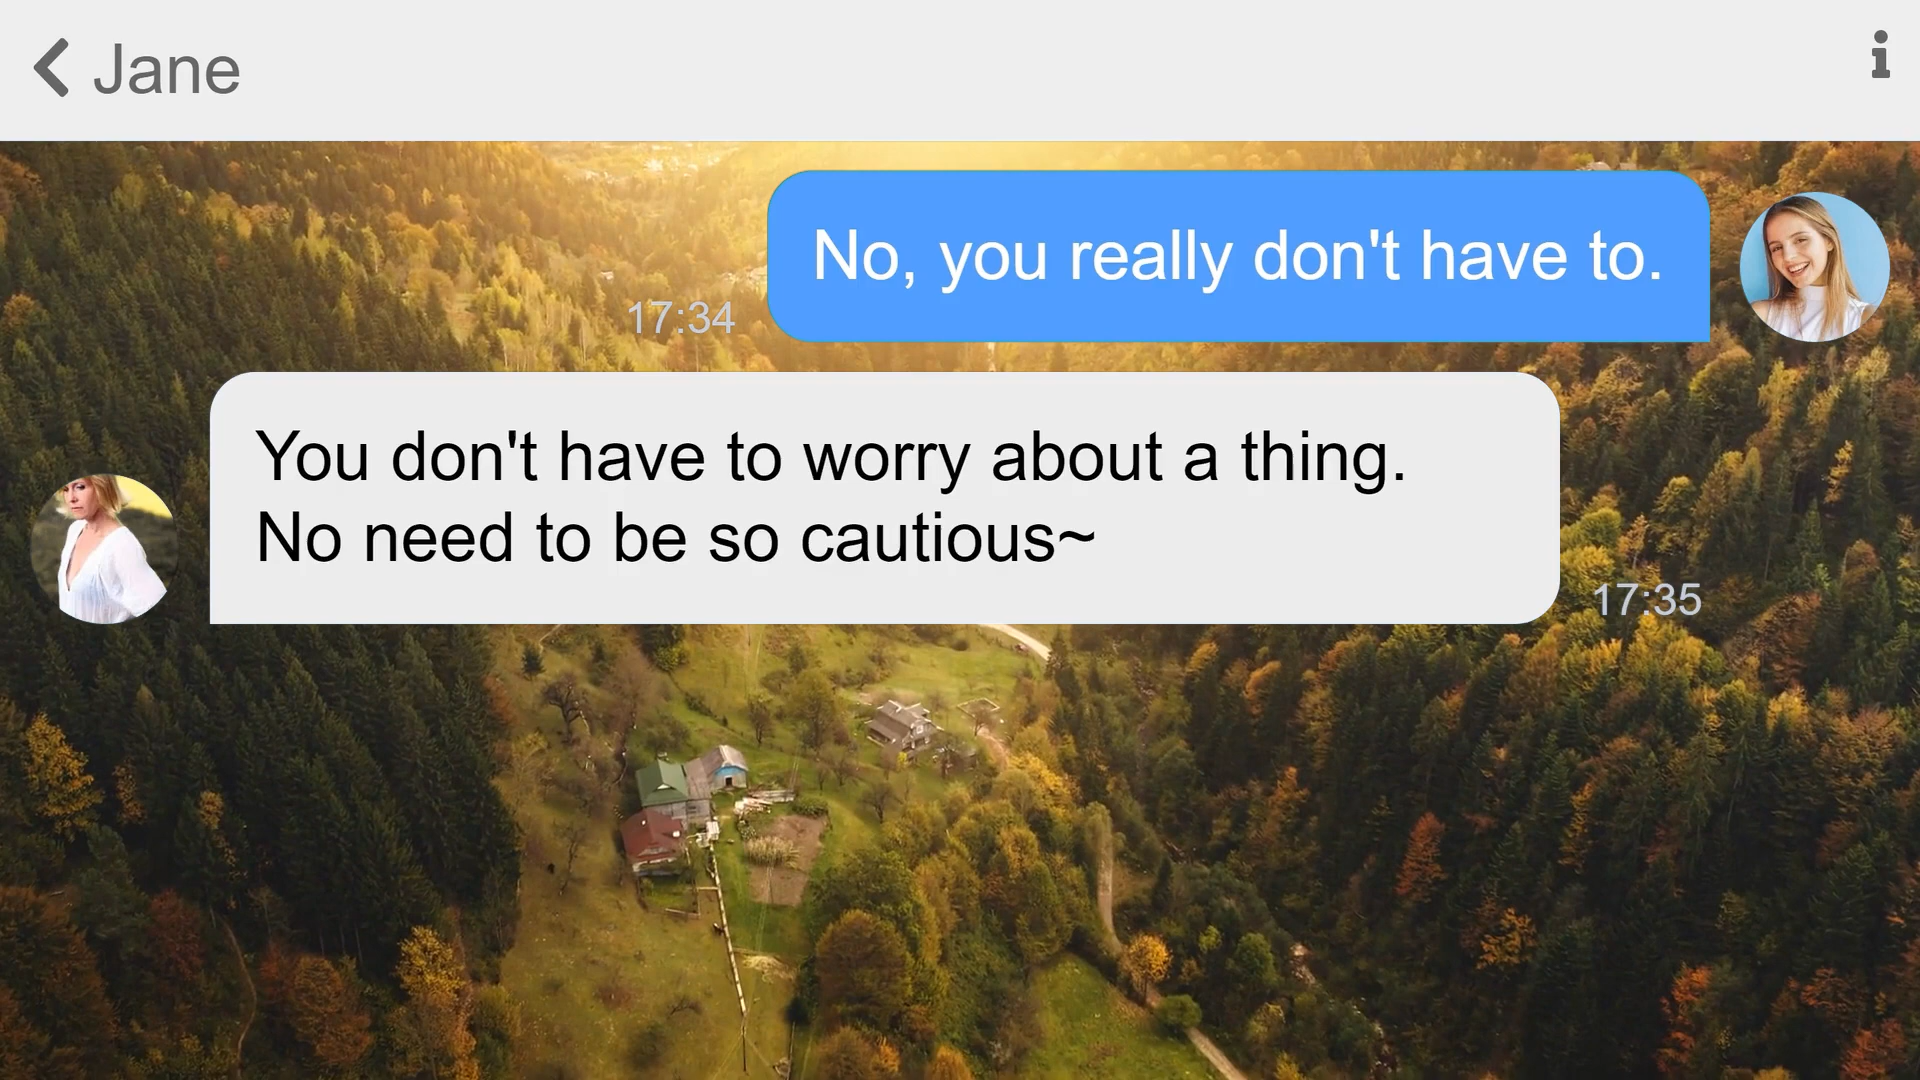 Jane
No, you really don't have to.
17:34
You don't have to worry about a thing.
No need to be so cautious~
17:35